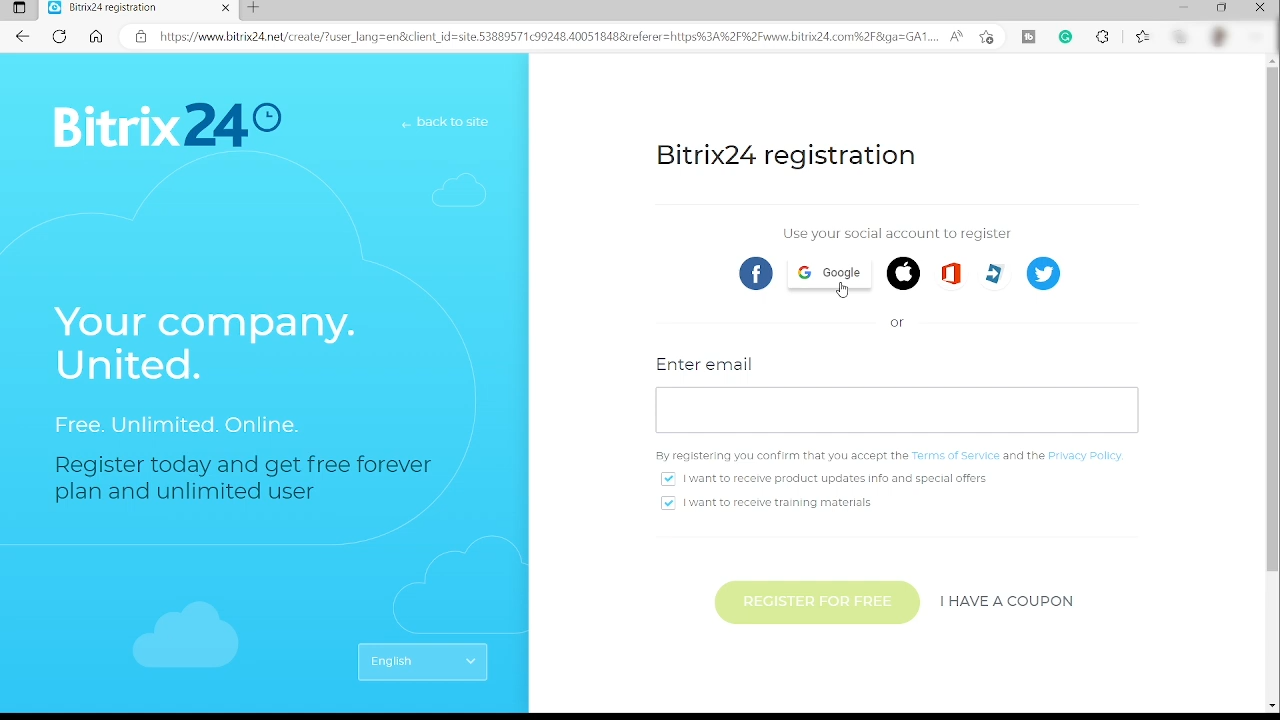 Bitrix24 registration
https://www.bitrix24.net/create/?user_lang=en&client_id=site.53889571c99248.40051848&referer=https%3A%2F%2Fwww.bitrix24.com%2F&ga=GA1....
Bitrix24
← back to site
Your company.
United.
Free. Unlimited. Online.
Register today and get free forever
plan and unlimited user
English
Bitrix24 registration
Use your social account to register
Google
or
Enter email
By registering you confirm that you accept the Terms of Service and the Privacy Policy.
I want to receive product updates info and special offers
I want to receive training materials
REGISTER FOR FREE
I HAVE A COUPON